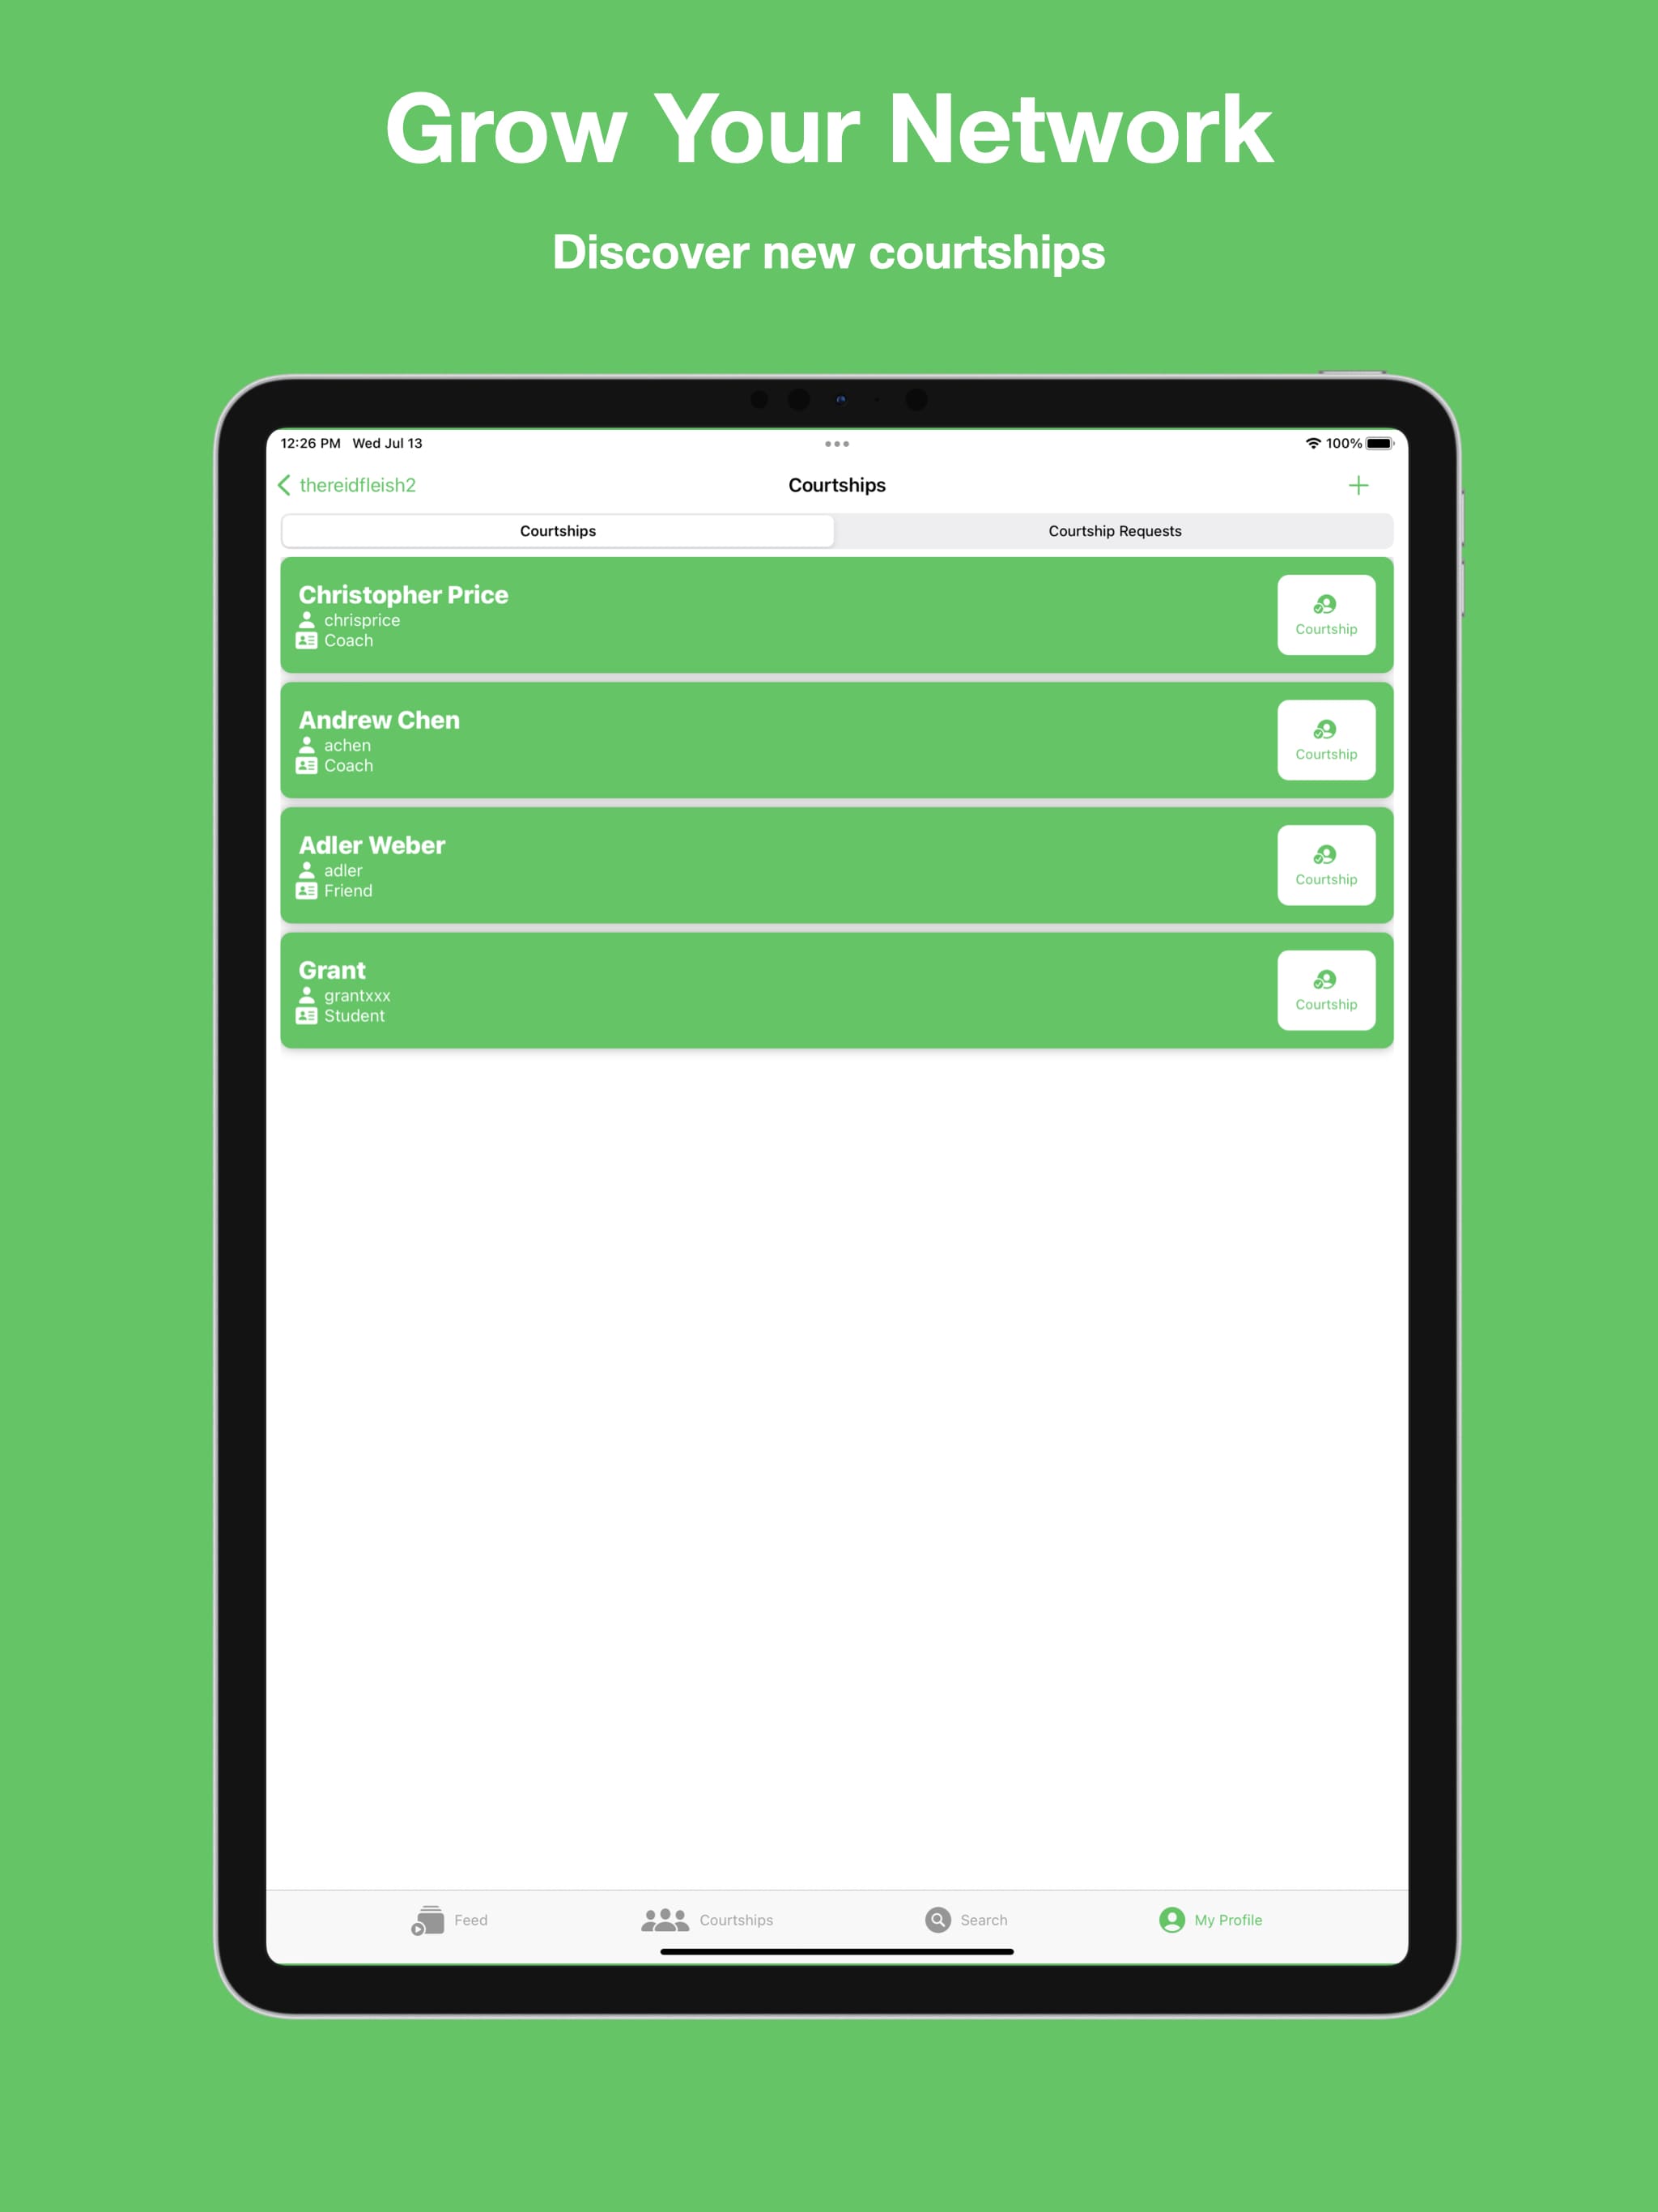 Grow Your Network
Discover new courtships
12:26 PM Wed Jul 13
100%
thereidfleish2
Courtships
Courtships
Courtship Requests
Christopher Price
chrisprice
Coach
Courtship
Andrew Chen
achen
Coach
Courtship
Adler Weber
adler
Friend
Courtship
Grant
grantxxx
Student
Courtship
Feed
Courtships
Search
My Profile